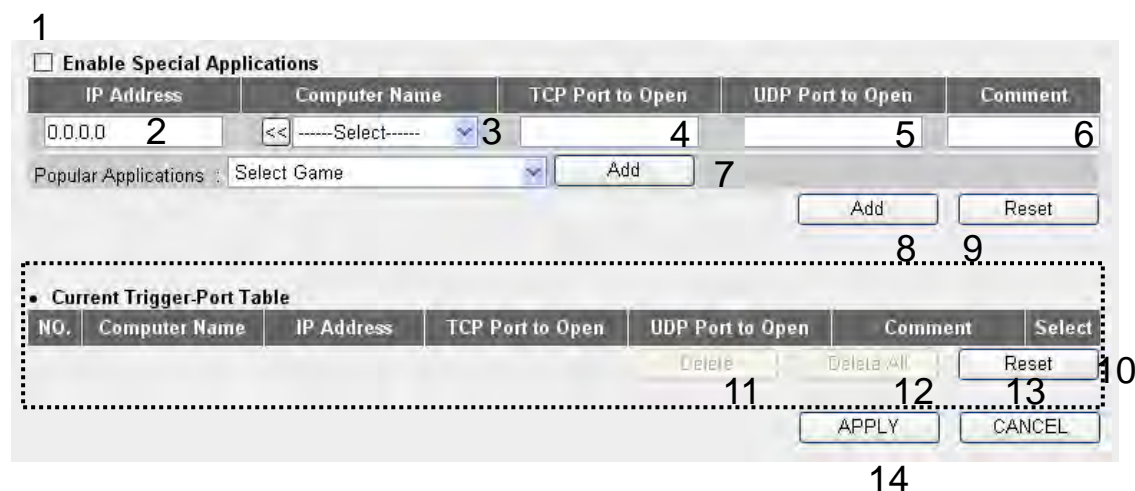 1
Enable Special Applications
IP Address Computer Name TCP Port to Open UDP Port to Open Comment
0.0.0.0 2 << ------Select------ 3 4 5 6
Popular Applications : Select Game Add 7
Add Reset
8 9
• Current Trigger-Port Table
NO. Computer Name IP Address TCP Port to Open UDP Port to Open Comment Select
Delete Delete All Reset 10
11 12 13
APPLY CANCEL
14